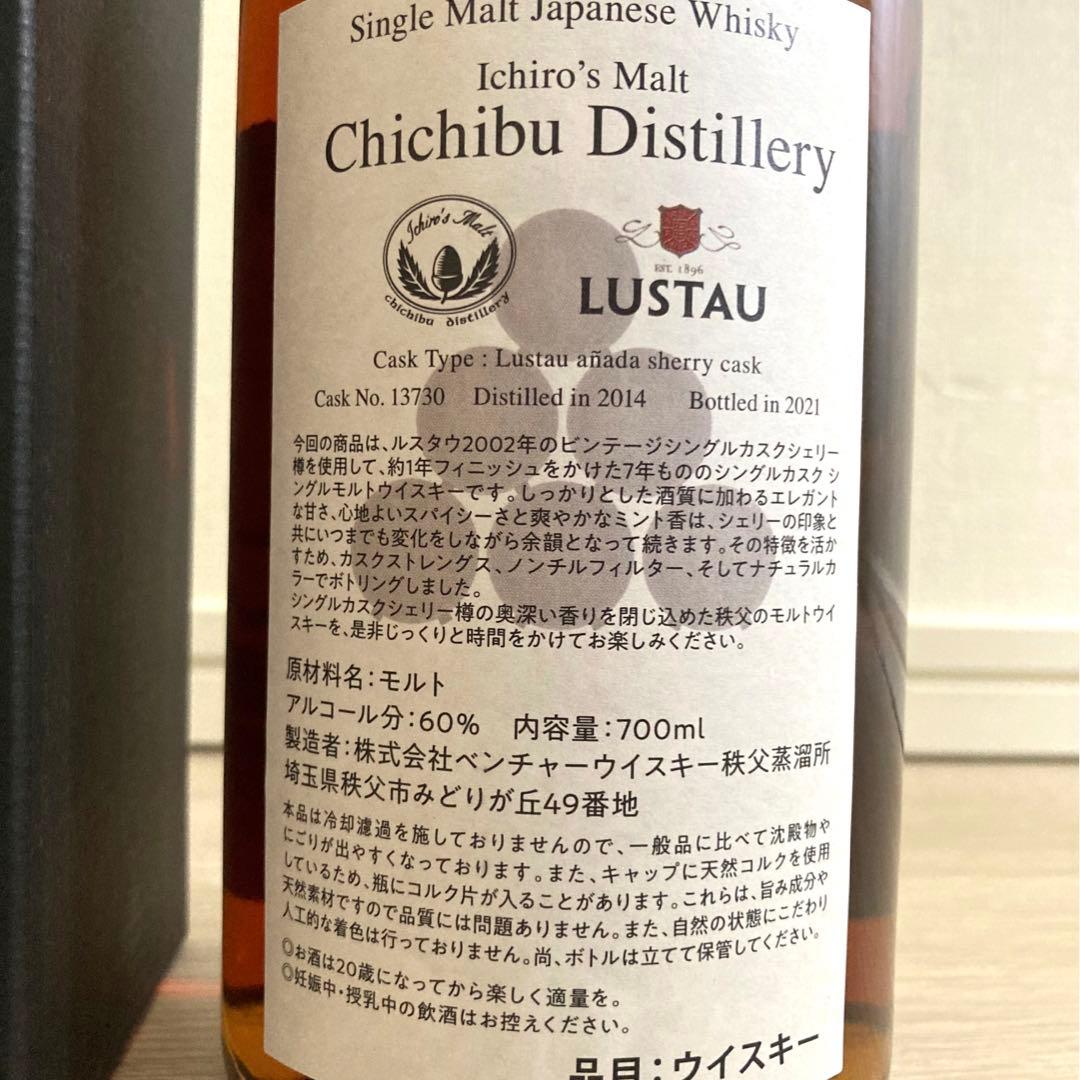 Single Malt Japanese Whisky
Ichiro's Malt
Chichibu Distillery
Ichiro's Malt
chichibu distillery
EST. 1896
LUSTAU
Cask Type : Lustau añada sherry cask
Cask No. 13730 Distilled in 2014 Bottled in 2021
今回の商品は、ルスタウ2002年のビンテージシングルカスクシェリー
樽を使用して、約1年フィニッシュをかけた7年もののシングルカスク シ
ングルモルトウイスキーです。しっかりとした酒質に加わるエレガント
な甘さ、心地よいスパイシーさと爽やかなミント香は、シェリーの印象と
共にいつまでも変化をしながら余韻となって続きます。その特徴を活か
すため、カスクストレングス、ノンチルフィルター、そしてナチュラルカ
ラーでボトリングしました。
シングルカスクシェリー樽の奥深い香りを閉じ込めた秩父のモルトウイ
スキーを、是非じっくりと時間をかけてお楽しみください。
原材料名：モルト
アルコール分：60% 内容量：700ml
製造者：株式会社ベンチャーウイスキー秩父蒸溜所
埼玉県秩父市みどりが丘49番地
本品は冷却濾過を施しておりませんので、一般品に比べて沈殿物や
にごりが出やすくなっております。また、キャップに天然コルクを使用
しているため、瓶にコルク片が入ることがあります。これらは、旨み成分や
天然素材ですので品質には問題ありません。また、自然の状態にこだわり
人工的な着色は行っておりません。尚、ボトルは立てて保管してください。
◎お酒は20歳になってから楽しく適量を。
◎妊娠中・授乳中の飲酒はお控えください。
品目：ウイスキー